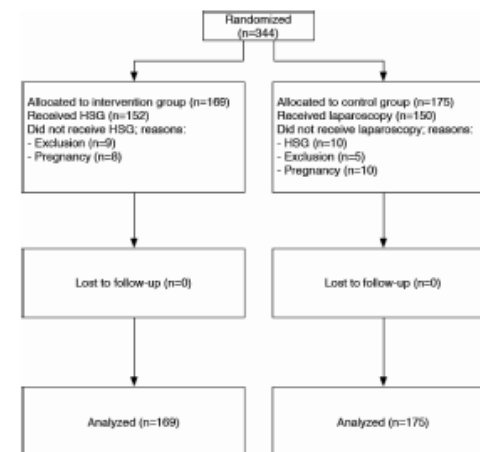 Randomized
(n=344)
Allocated to intervention group (n=169)
Received HSG (n=152)
Did not receive HSG; reasons:
- Exclusion (n=9)
- Pregnancy (n=8)
Allocated to control group (n=175)
Received laparoscopy (n=150)
Did not receive laparoscopy; reasons:
- HSG (n=10)
- Exclusion (n=5)
- Pregnancy (n=10)
Lost to follow-up (n=0)
Lost to follow-up (n=0)
Analyzed (n=169)
Analyzed (n=175)